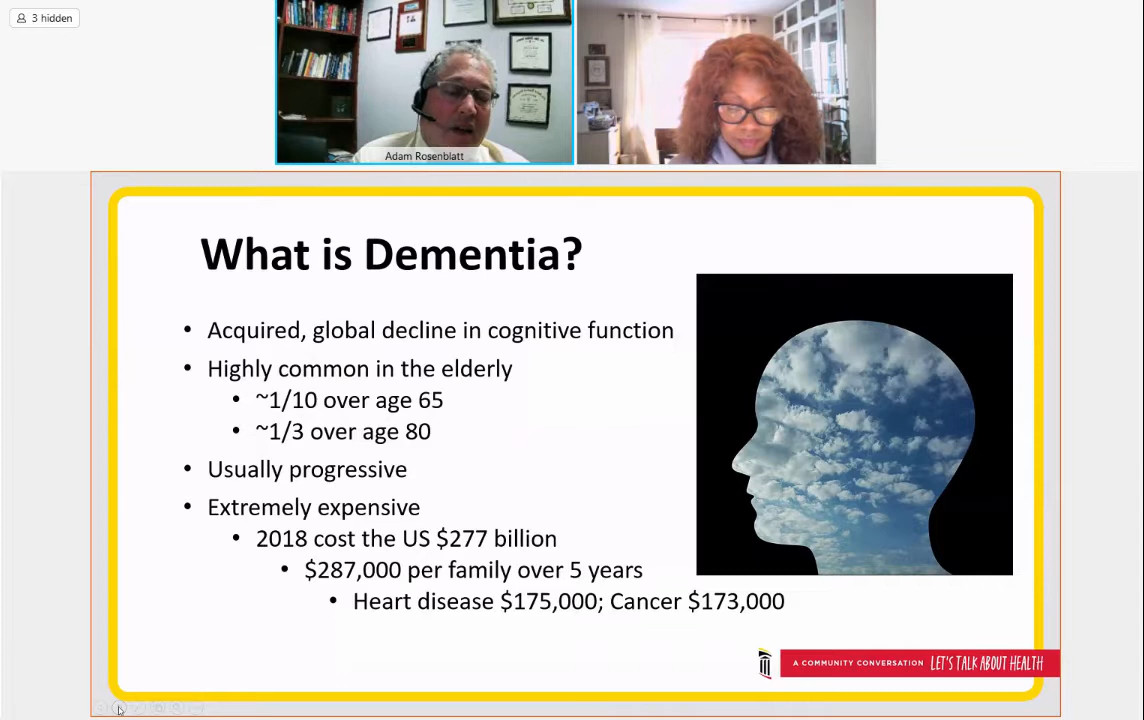 3 hidden
Adam Rosenblatt
What is Dementia?
• Acquired, global decline in cognitive function
• Highly common in the elderly
• ~1/10 over age 65
• ~1/3 over age 80
• Usually progressive
• Extremely expensive
• 2018 cost the US $277 billion
• $287,000 per family over 5 years
• Heart disease $175,000; Cancer $173,000
A COMMUNITY CONVERSATION LET'S TALK ABOUT HEALTH